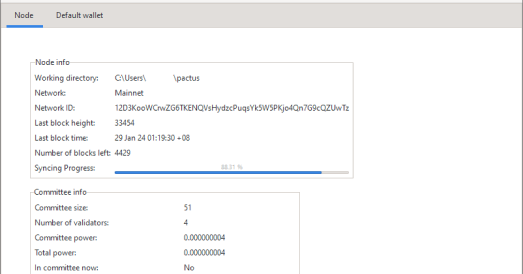 Node Default wallet
Node info
Working directory: C:\Users\ \pactus
Network: Mainnet
Network ID: 12D3KooWCrwZG6TKENQVsHydzcPuqsYk5W5PKjo4Qn7G9cQZUwTz
Last block height: 33454
Last block time: 29 Jan 24 01:19:30 +08
Number of blocks left: 4429
Syncing Progress: 88.31 %
Committee info
Committee size: 51
Number of validators: 4
Committee power: 0.000000004
Total power: 0.000000004
In committee now: No